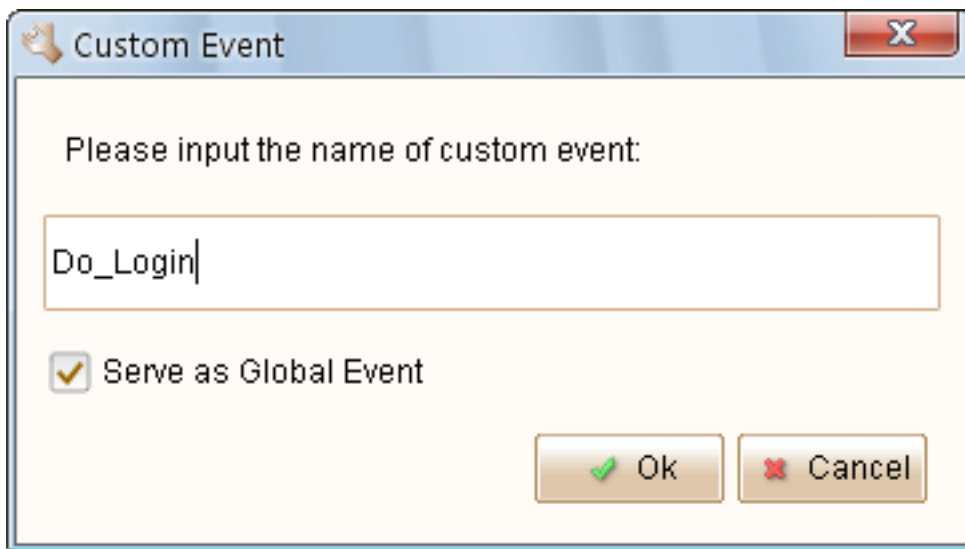 Custom Event
Please input the name of custom event:
Do_Login
Serve as Global Event
Ok Cancel